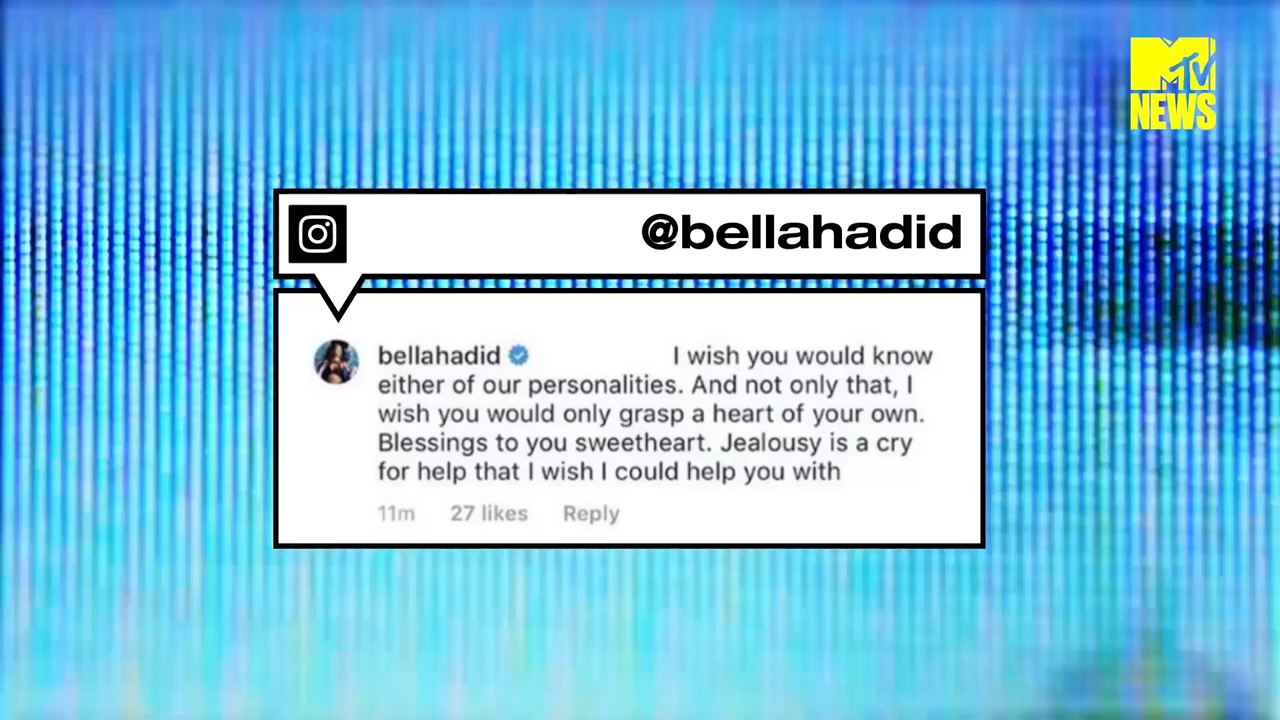 MTV
NEWS
@bellahadid
bellahadid I wish you would know
either of our personalities. And not only that, I
wish you would only grasp a heart of your own.
Blessings to you sweetheart. Jealousy is a cry
for help that I wish I could help you with
11m 27 likes Reply